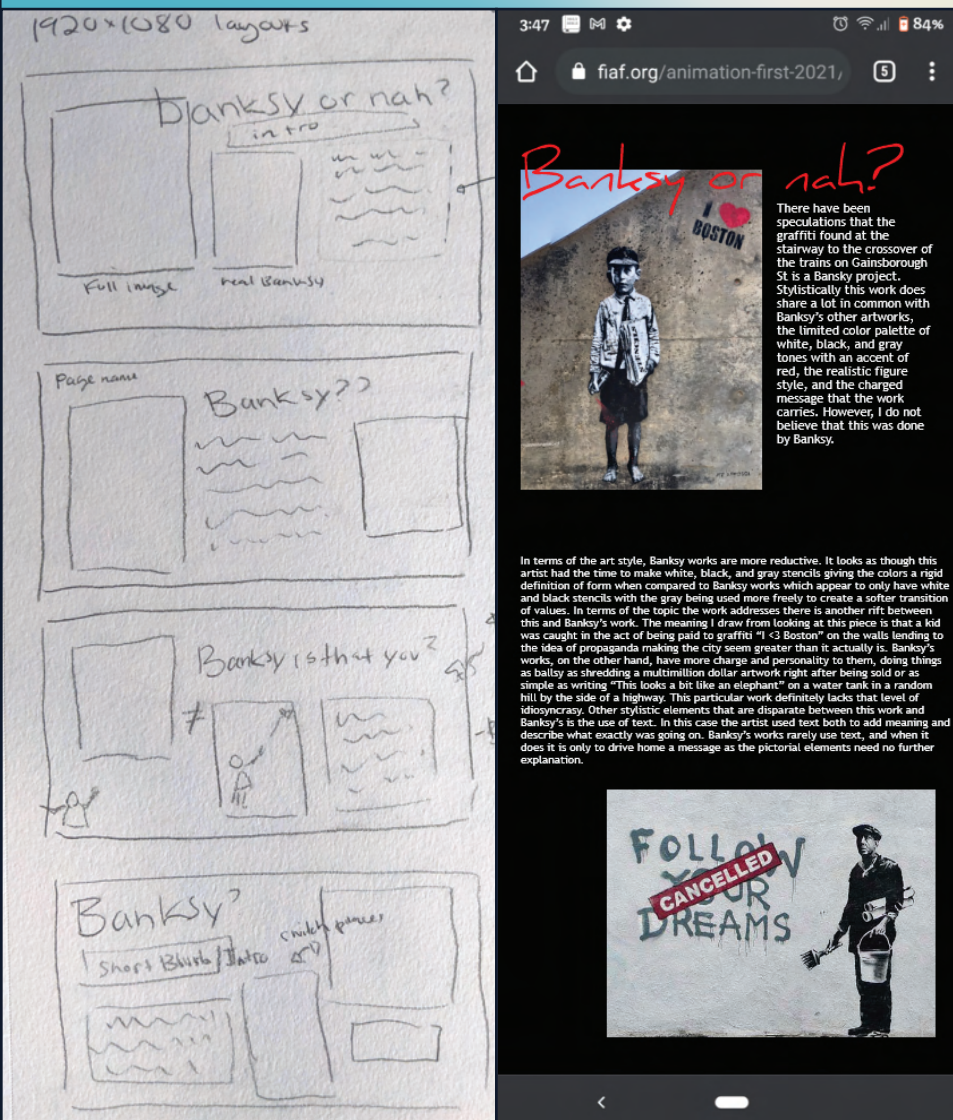 1920x1080 layouts
banksy or nah?
intro
Full image
real Banksy
Page name
Banksy??
Banksy is that you?
≠
Banksy?
Short Blurb/Intro
switch places
3:47
84%
fiaf.org/animation-first-2021/
5
Banksy or nah?
I ❤
BOSTON
There have been
speculations that the
graffiti found at the
stairway to the crossover of
the trains on Gainsborough
St is a Bansky project.
Stylistically this work does
share a lot in common with
Banksy's other artworks,
the limited color palette of
white, black, and gray
tones with an accent of
red, the realistic figure
style, and the charged
message that the work
carries. However, I do not
believe that this was done
by Banksy.
In terms of the art style, Banksy works are more reductive. It looks as though this
artist had the time to make white, black, and gray stencils giving the colors a rigid
definition of form when compared to Banksy works which appear to only have white
and black stencils with the gray being used more freely to create a softer transition
of values. In terms of the topic the work addresses there is another rift between
this and Banksy's work. The meaning I draw from looking at this piece is that a kid
was caught in the act of being paid to graffiti “I <3 Boston” on the walls lending to
the idea of propaganda making the city seem greater than it actually is. Banksy's
works, on the other hand, have more charge and personality to them, doing things
as ballsy as shredding a multimillion dollar artwork right after being sold or as
simple as writing “This looks a bit like an elephant” on a water tank in a random
hill by the side of a highway. This particular work definitely lacks that level of
idiosyncrasy. Other stylistic elements that are disparate between this work and
Banksy's is the use of text. In this case the artist used text both to add meaning and
describe what exactly was going on. Banksy's works rarely use text, and when it
does it is only to drive home a message as the pictorial elements need no further
explanation.
FOLLOW
YOUR
DREAMS
CANCELLED